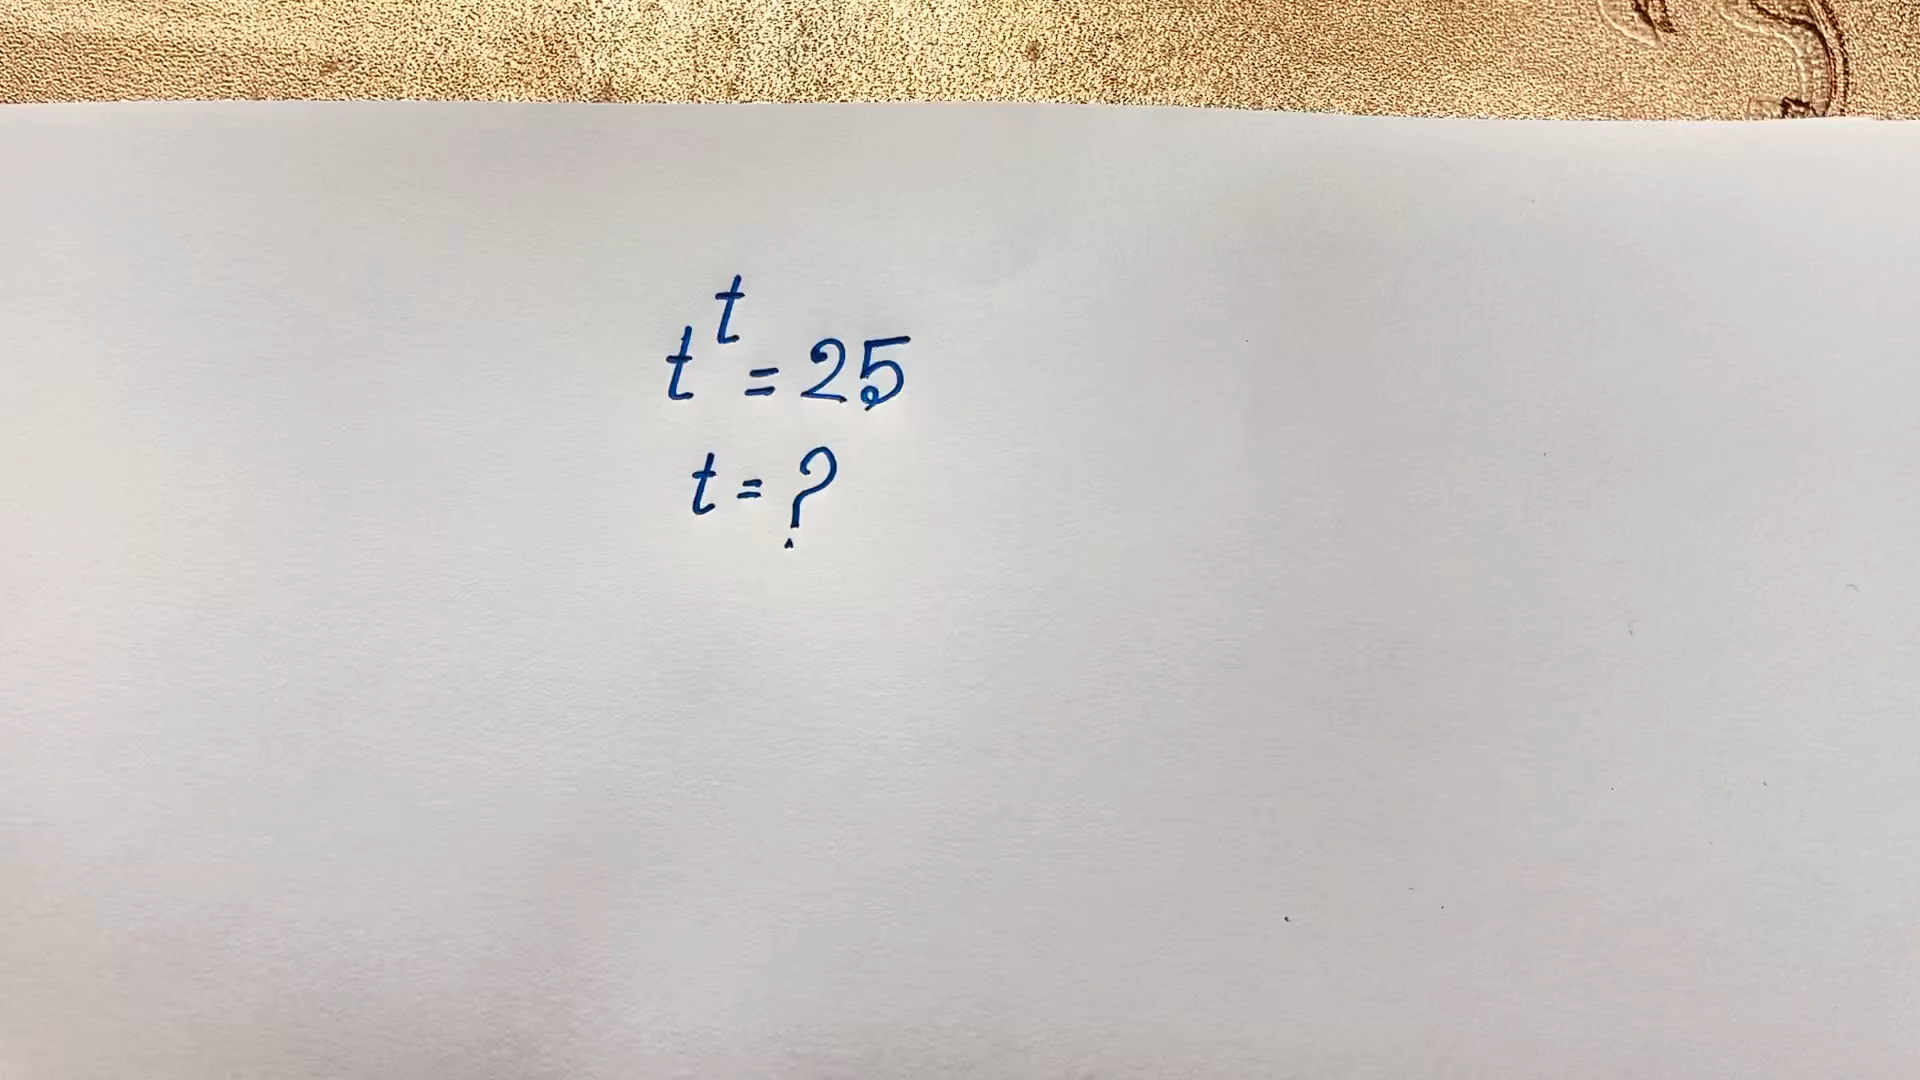 t^t = 25
t = ?